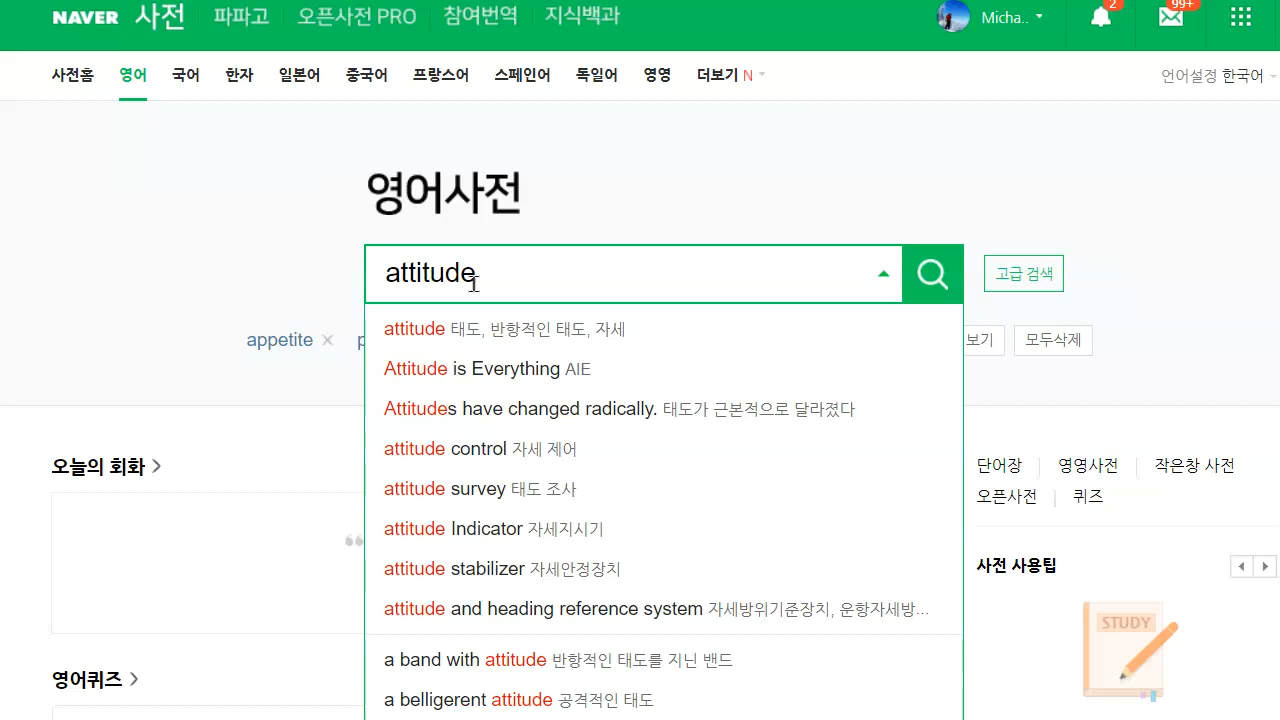 NAVER 사전 파파고 오픈사전 PRO 참여번역 지식백과 Micha.. 2 99+
사전홈 영어 국어 한자 일본어 중국어 프랑스어 스페인어 독일어 영영 더보기 N 언어설정 한국어
영어사전
attitude 고급 검색
appetite 보기 모두삭제
attitude 태도, 반항적인 태도, 자세
Attitude is Everything AIE
Attitudes have changed radically. 태도가 근본적으로 달라졌다
attitude control 자세 제어
attitude survey 태도 조사
attitude Indicator 자세지시기
attitude stabilizer 자세안정장치
attitude and heading reference system 자세방위기준장치, 운항자세방...
a band with attitude 반항적인 태도를 지닌 밴드
a belligerent attitude 공격적인 태도
오늘의 회화
영어퀴즈
단어장 영영사전 작은창 사전
오픈사전 퀴즈
사전 사용팁
STUDY